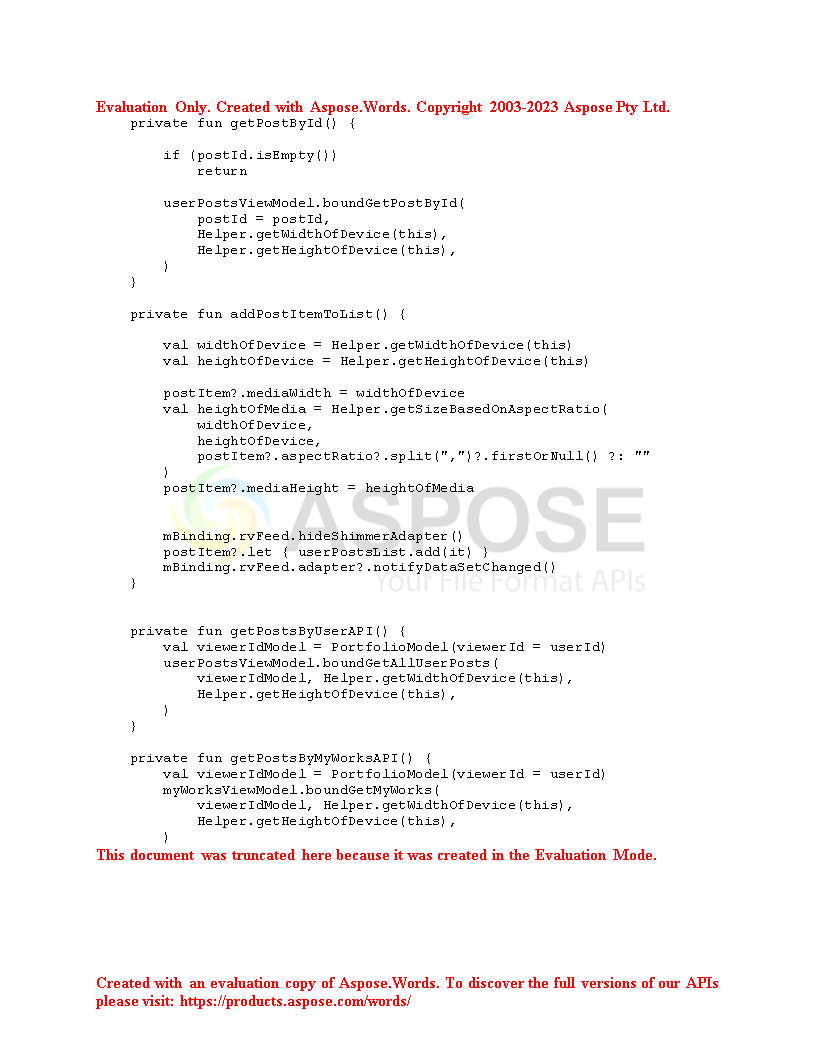 Evaluation Only. Created with Aspose.Words. Copyright 2003-2023 Aspose Pty Ltd.
    private fun getPostById() {

        if (postId.isEmpty())
            return

        userPostsViewModel.boundGetPostById(
            postId = postId,
            Helper.getWidthOfDevice(this),
            Helper.getHeightOfDevice(this),
        )
    }

    private fun addPostItemToList() {

        val widthOfDevice = Helper.getWidthOfDevice(this)
        val heightOfDevice = Helper.getHeightOfDevice(this)

        postItem?.mediaWidth = widthOfDevice
        val heightOfMedia = Helper.getSizeBasedOnAspectRatio(
            widthOfDevice,
            heightOfDevice,
            postItem?.aspectRatio?.split(",")?.firstOrNull() ?: ""
        )
        postItem?.mediaHeight = heightOfMedia

ASPOSE
        mBinding.rvFeed.hideShimmerAdapter()
        postItem?.let { userPostsList.add(it) }
        mBinding.rvFeed.adapter?.notifyDataSetChanged()
Your File Format APIs
    }

    private fun getPostsByUserAPI() {
        val viewerIdModel = PortfolioModel(viewerId = userId)
        userPostsViewModel.boundGetAllUserPosts(
            viewerIdModel, Helper.getWidthOfDevice(this),
            Helper.getHeightOfDevice(this),
        )
    }

    private fun getPostsByMyWorksAPI() {
        val viewerIdModel = PortfolioModel(viewerId = userId)
        myWorksViewModel.boundGetMyWorks(
            viewerIdModel, Helper.getWidthOfDevice(this),
            Helper.getHeightOfDevice(this),
        )
This document was truncated here because it was created in the Evaluation Mode.
Created with an evaluation copy of Aspose.Words. To discover the full versions of our APIs
please visit: https://products.aspose.com/words/